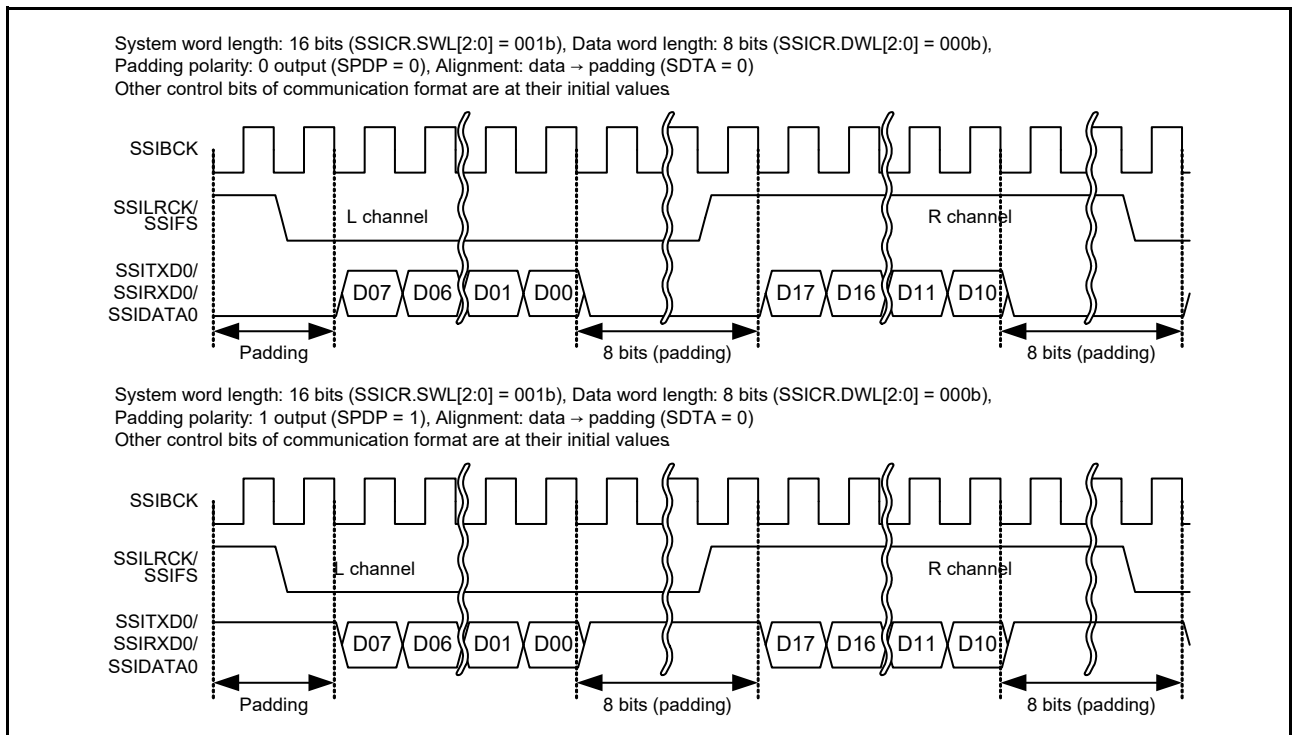 System word length: 16 bits (SSICR.SWL[2:0] = 001b), Data word length: 8 bits (SSICR.DWL[2:0] = 000b),
Padding polarity: 0 output (SPDP = 0), Alignment: data → padding (SDTA = 0)
Other control bits of communication format are at their initial values.
SSIBCK
SSILRCK/
SSIFS
L channel
R channel
SSITXD0/
SSIRXD0/
SSIDATA0
D07 D06 D01 D00 D17 D16 D11 D10
Padding 8 bits (padding) 8 bits (padding)
System word length: 16 bits (SSICR.SWL[2:0] = 001b), Data word length: 8 bits (SSICR.DWL[2:0] = 000b),
Padding polarity: 1 output (SPDP = 1), Alignment: data → padding (SDTA = 0)
Other control bits of communication format are at their initial values.
SSIBCK
SSILRCK/
SSIFS
L channel
R channel
SSITXD0/
SSIRXD0/
SSIDATA0
D07 D06 D01 D00 D17 D16 D11 D10
Padding 8 bits (padding) 8 bits (padding)